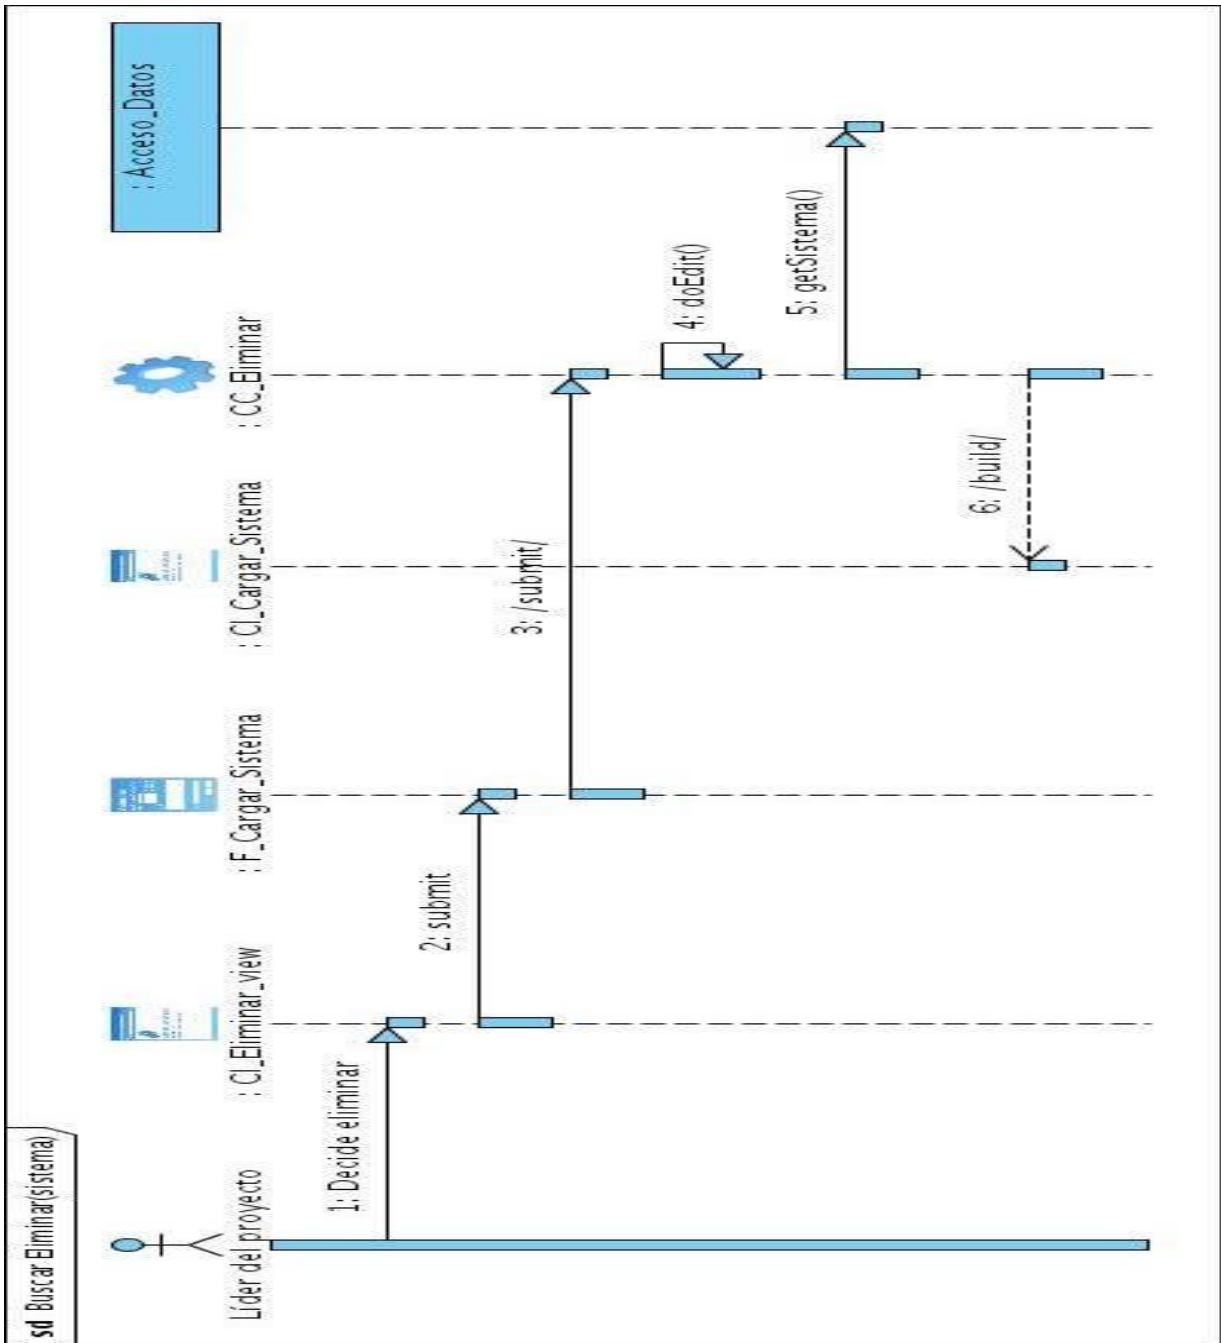 sd Buscar Eliminar(sistema)
Líder del proyecto
: CI_Eliminar_view
: F_Cargar_Sistema
: CI_Cargar_Sistema
: CC_Eliminar
: Acceso_Datos
1: Decide eliminar
2: submit
3: /submit/
4: doEdit()
5: getSistema()
6: /build/